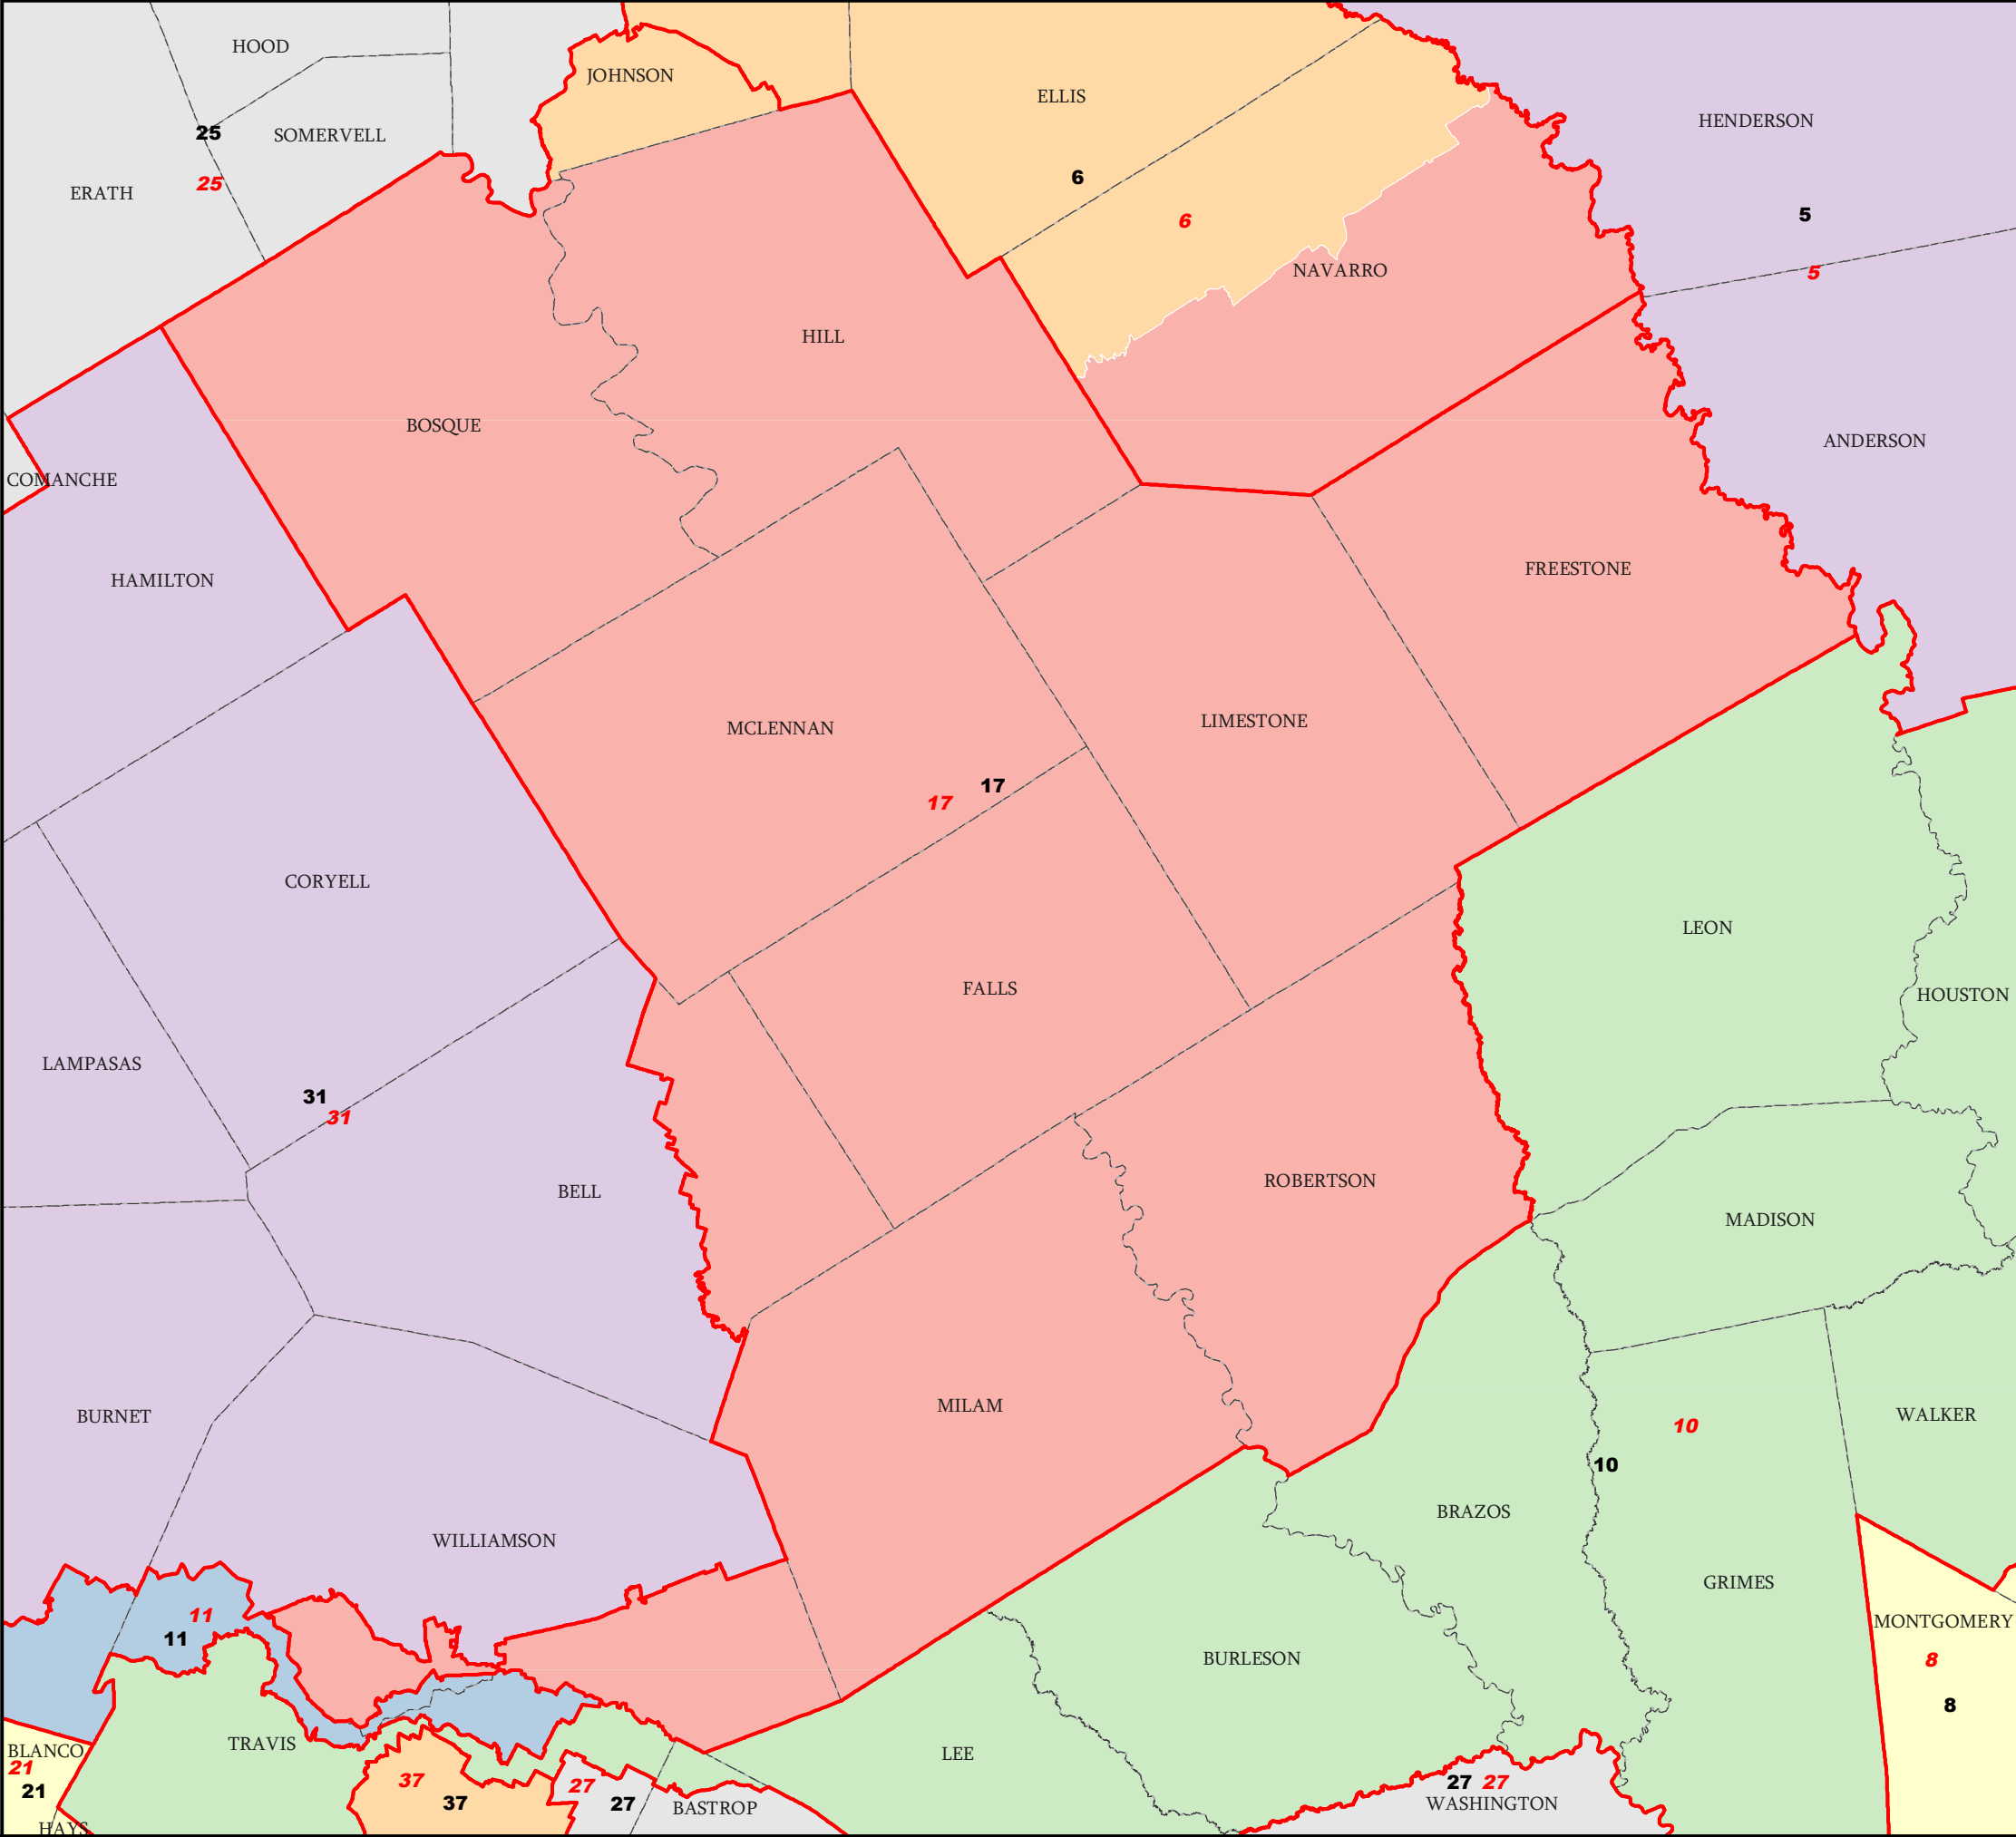 HOOD
JOHNSON
ELLIS
HENDERSON
25
SOMERVELL
6
25
ERATH
5
6
5
NAVARRO
HILL
BOSQUE
ANDERSON
COMANCHE
FREESTONE
HAMILTON
LIMESTONE
MCLENNAN
17
17
CORYELL
LEON
FALLS
HOUSTON
LAMPASAS
31
31
ROBERTSON
BELL
MADISON
MILAM
BURNET
WALKER
10
10
BRAZOS
WILLIAMSON
GRIMES
11
MONTGOMERY
11
BURLESON
8
8
TRAVIS
BLANCO
LEE
21
37
27
27
27
21
37
27
BASTROP
WASHINGTON
HAYS